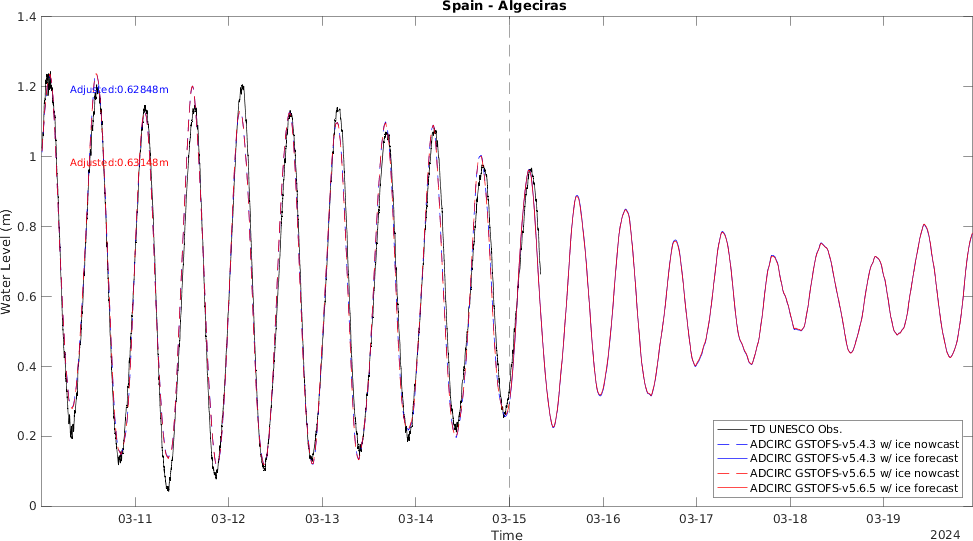 Spain - Algeciras
1.4
1.2
1
0.8
0.6
0.4
0.2
0
Water Level (m)
Adjusted:0.62848m
Adjusted:0.63148m
TD UNESCO Obs.
ADCIRC GSTOFS-v5.4.3 w/ ice nowcast
ADCIRC GSTOFS-v5.4.3 w/ ice forecast
ADCIRC GSTOFS-v5.6.5 w/ ice nowcast
ADCIRC GSTOFS-v5.6.5 w/ ice forecast
03-11
03-12
03-13
03-14
03-15
03-16
03-17
03-18
03-19
Time
2024